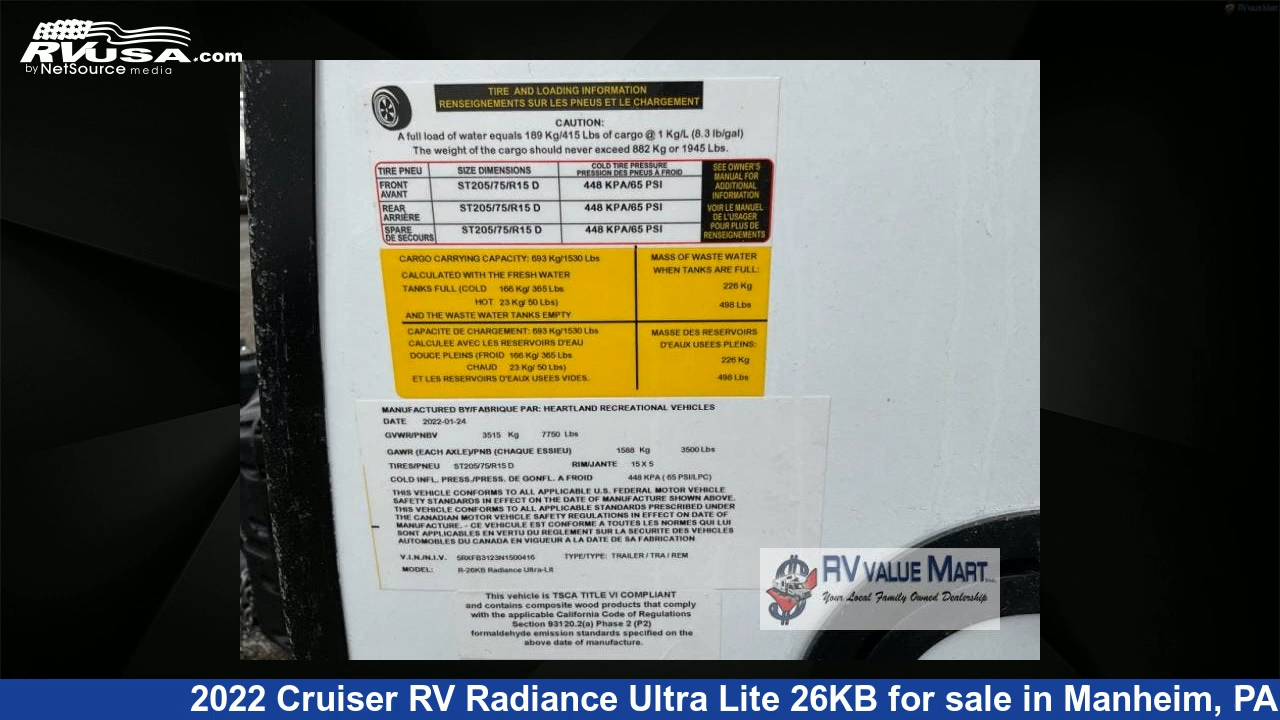 RV Value Mart
RVUSA.com
by NetSource media
TIRE AND LOADING INFORMATION
RENSEIGNEMENTS SUR LES PNEUS ET LE CHARGEMENT
CAUTION:
A full load of water equals 189 Kg/415 Lbs of cargo @ 1 Kg/L (8.3 lb/gal)
The weight of the cargo should never exceed 882 Kg or 1945 Lbs.
TIRE PNEU SIZE DIMENSIONS COLD TIRE PRESSURE
PRESSION DES PNEUS À FROID
FRONT
AVANT
ST205/75/R15 D 448 KPA/65 PSI
REAR
ARRIÈRE
ST205/75/R15 D 448 KPA/65 PSI
SPARE
DE SECOURS
ST205/75/R15 D 448 KPA/65 PSI
SEE OWNER'S
MANUAL FOR
ADDITIONAL
INFORMATION
VOIR LE MANUEL
DE L'USAGER
POUR PLUS DE
RENSEIGNEMENTS
CARGO CARRYING CAPACITY: 693 Kg/1530 Lbs
CALCULATED WITH THE FRESH WATER
TANKS FULL (COLD 166 Kg/ 365 Lbs
HOT 23 Kg/ 50 Lbs)
AND THE WASTE WATER TANKS EMPTY
MASS OF WASTE WATER
WHEN TANKS ARE FULL:
226 Kg
498 Lbs
CAPACITE DE CHARGEMENT: 693 Kg/1530 Lbs
CALCULEE AVEC LES RESERVOIRS D'EAU
DOUCE PLEINS (FROID 166 Kg/ 365 Lbs
CHAUD 23 Kg/ 50 Lbs)
ET LES RESERVOIRS D'EAUX USEES VIDES.
MASSE DES RESERVOIRS
D'EAUX USEES PLEINS:
226 Kg
498 Lbs
MANUFACTURED BY/FABRIQUE PAR: HEARTLAND RECREATIONAL VEHICLES
DATE 2022-01-24
GVWR/PNBV 3515 Kg 7750 Lbs
GAWR (EACH AXLE)/PNB (CHAQUE ESSIEU) 1588 Kg 3500 Lbs
TIRES/PNEU ST205/75/R15 D RIM/JANTE 15 X 5
COLD INFL. PRESS./PRESS. DE GONFL. A FROID 448 KPA ( 65 PSI/LPC)
THIS VEHICLE CONFORMS TO ALL APPLICABLE U.S. FEDERAL MOTOR VEHICLE
SAFETY STANDARDS IN EFFECT ON THE DATE OF MANUFACTURE SHOWN ABOVE.
THIS VEHICLE CONFORMS TO ALL APPLICABLE STANDARDS PRESCRIBED UNDER
THE CANADIAN MOTOR VEHICLE SAFETY REGULATIONS IN EFFECT ON DATE OF
MANUFACTURE. - CE VEHICULE EST CONFORME A TOUTES LES NORMES QUI LUI
SONT APPLICABLES EN VERTU DU REGLEMENT SUR LA SECURITE DES VEHICLES
AUTOMOBILES DU CANADA EN VIGUEUR A LA DATE DE SA FABRICATION
V.I.N./N.I.V. 5RXFB3123N1500416 TYPE/TYPE: TRAILER / TRA / REM
MODEL: R-26KB Radiance Ultra-Lit
This vehicle is TSCA TITLE VI COMPLIANT
and contains composite wood products that comply
with the applicable California Code of Regulations
Section 93120.2(a) Phase 2 (P2)
formaldehyde emission standards specified on the
above date of manufacture.
RV VALUE MART Inc.
Your Local Family Owned Dealership
2022 Cruiser RV Radiance Ultra Lite 26KB for sale in Manheim, PA